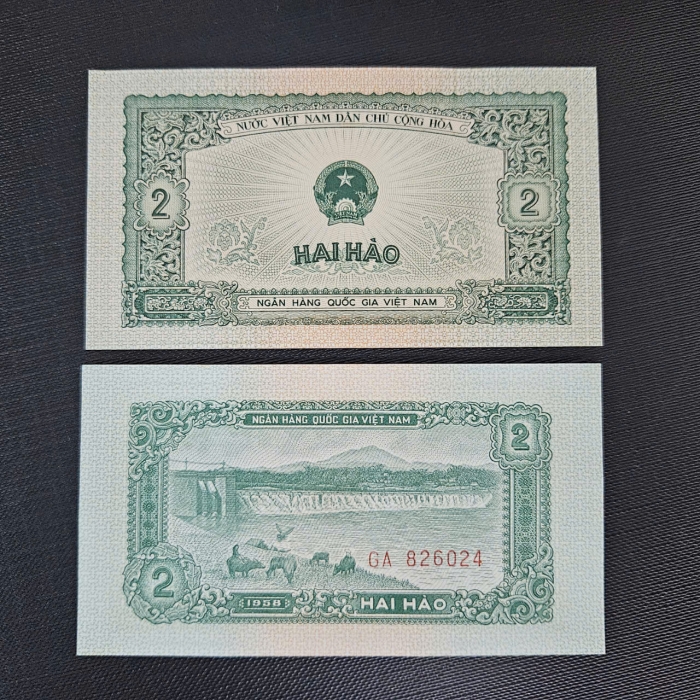 NƯỚC VIỆT NAM DÂN CHỦ CỘNG HÒA
2 2
HAI HÀO
NGÂN HÀNG QUỐC GIA VIỆT NAM
NGÂN HÀNG QUỐC GIA VIỆT NAM
2
GA 826024
2
1958
HAI HÀO